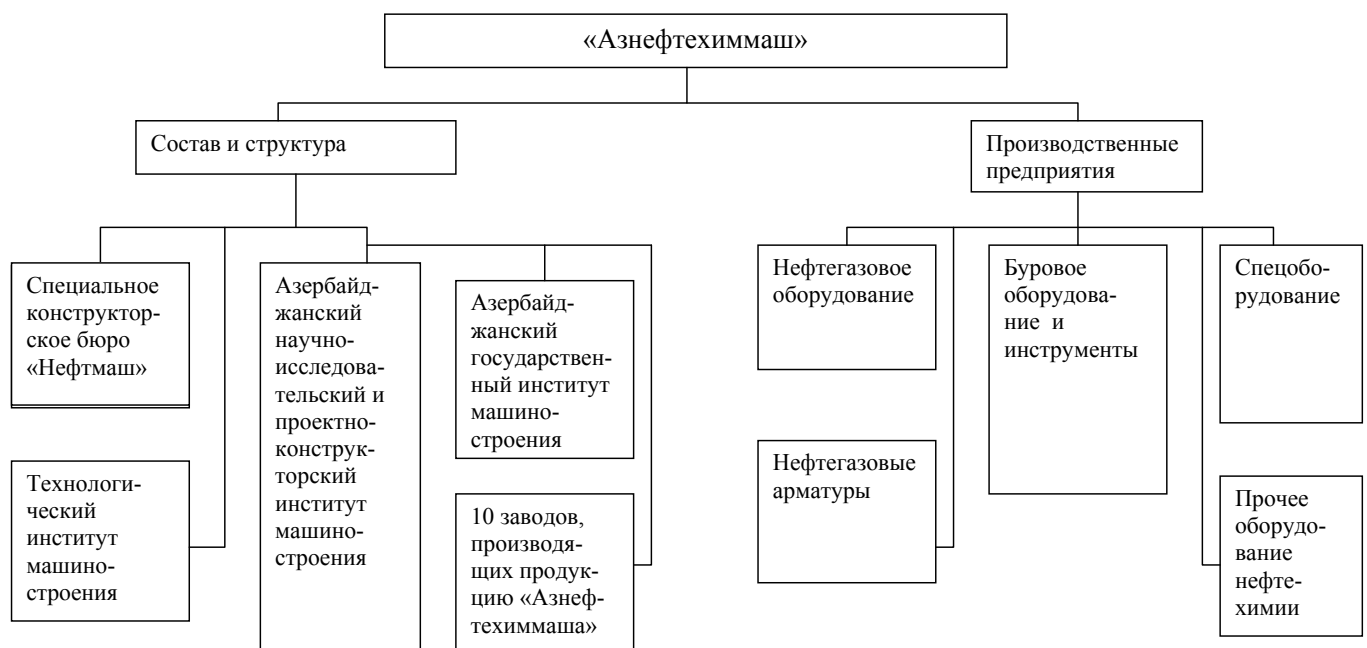 «Азнефтехиммаш»
Состав и структура
Производственные
предприятия
Специальное
конструктор-
ское бюро
«Нефтмаш»
Технологи-
ческий
институт
машино-
строения
Азербайд-
жанский
научно-
исследова-
тельский и
проектно-
конструк-
торский
институт
машино-
строения
Азербайд-
жанский
государствен-
ный институт
машино-
строения
10 заводов,
производя-
щих продук-
цию «Азнеф-
техиммаша»
Нефтегазовое
оборудование
Нефтегазовые
арматуры
Буровое
оборудова-
ние и
инструменты
Спецобо-
рудование
Прочее
оборудо-
вание
нефте-
химии